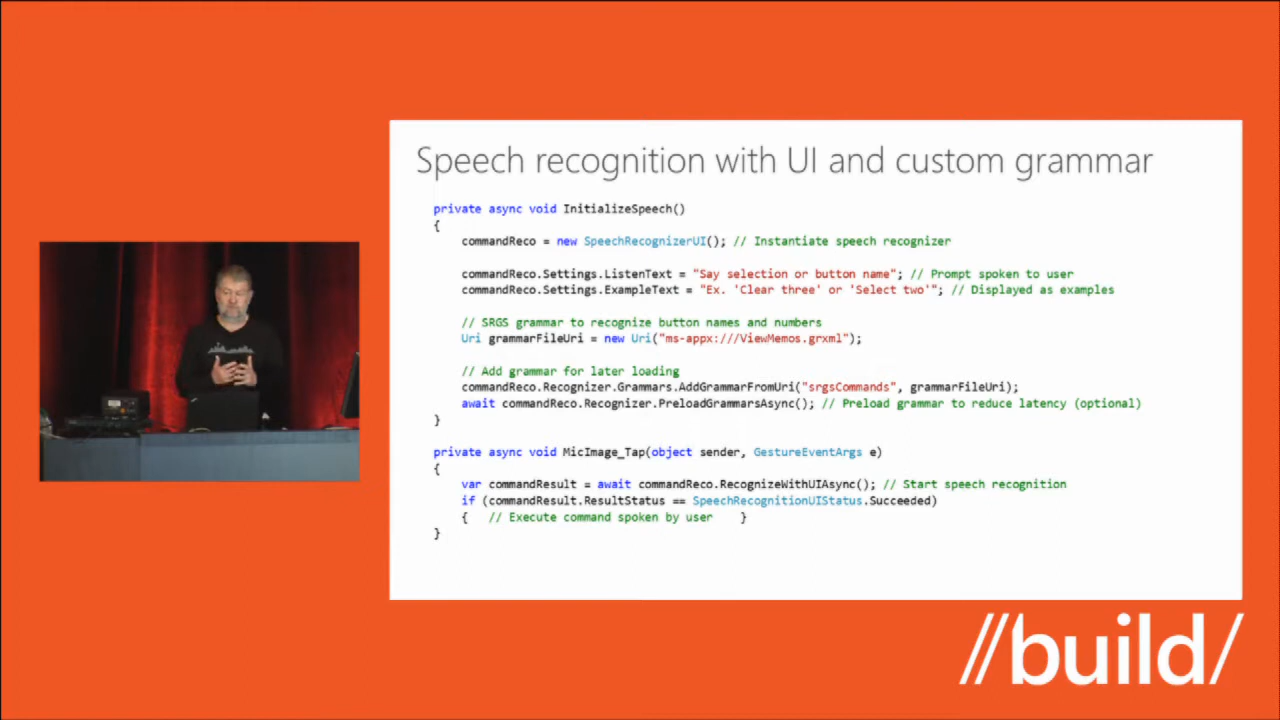 Speech recognition with UI and custom grammar
private async void InitializeSpeech()
{
commandReco = new SpeechRecognizerUI(); // Instantiate speech recognizer
commandReco.Settings.ListenText = "Say selection or button name"; // Prompt spoken to user
commandReco.Settings.ExampleText = "Ex. 'Clear three' or 'Select two'"; // Displayed as examples
// SRGS grammar to recognize button names and numbers
Uri grammarFileUri = new Uri("ms-appx:///ViewMemos.grxml");
// Add grammar for later loading
commandReco.Recognizer.Grammars.AddGrammarFromUri("srgsCommands", grammarFileUri);
await commandReco.Recognizer.PreloadGrammarsAsync(); // Preload grammar to reduce latency (optional)
}
private async void MicImage_Tap(object sender, GestureEventArgs e)
{
var commandResult = await commandReco.RecognizeWithUIAsync(); // Start speech recognition
if (commandResult.ResultStatus == SpeechRecognitionUIStatus.Succeeded)
{ // Execute command spoken by user }
}
//build/